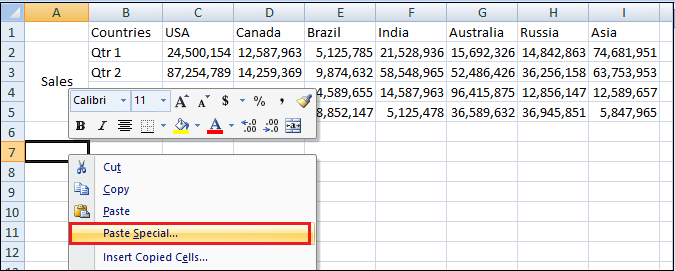 A B C D E F G H I
1 Countries USA Canada Brazil India Australia Russia Asia
2 Qtr 1 24,500,154 12,587,963 5,125,785 21,528,936 15,692,326 14,842,863 74,681,951
3 Qtr 2 87,254,789 14,259,369 9,874,632 58,548,965 52,486,426 36,256,158 63,753,953
Sales
4 4,589,655 14,587,963 96,415,875 12,856,147 12,589,657
Calibri 11 A A $ % ,
5 8,852,147 5,125,478 36,589,632 36,945,851 5,847,965
B I A .00 .0 .0 .00
6
7
8 Cut
9 Copy
10 Paste
11 Paste Special...
12 Insert Copied Cells...